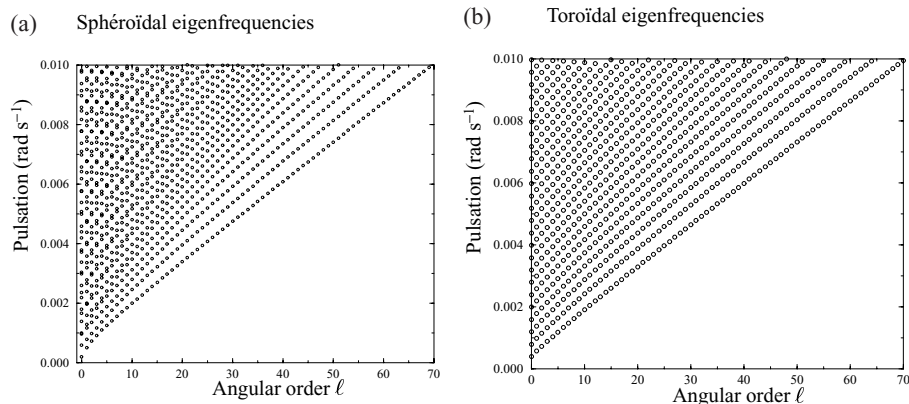 (a) Sphéroïdal eigenfrequencies
0.010
0.008
0.006
0.004
0.002
0.000
Pulsation (rad s⁻¹)
0 10 20 30 40 50 60 70
Angular order ℓ
(b) Toroïdal eigenfrequencies
0.010
0.008
0.006
0.004
0.002
0.000
Pulsation (rad s⁻¹)
0 10 20 30 40 50 60 70
Angular order ℓ